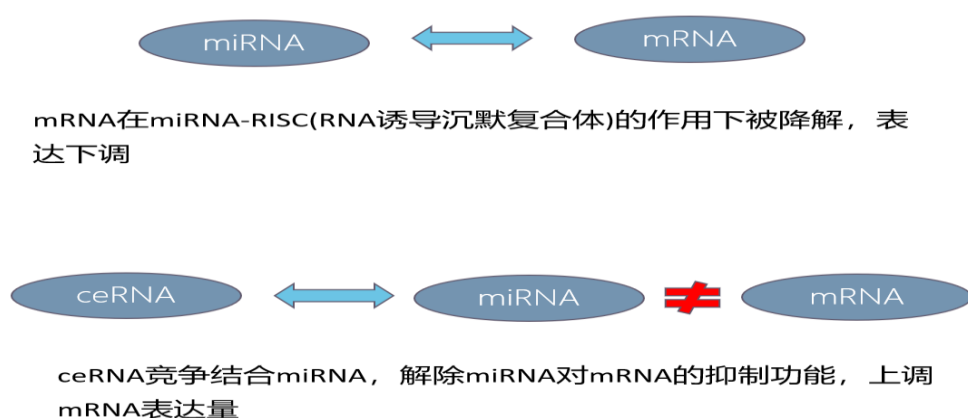 miRNA
mRNA
mRNA在miRNA-RISC(RNA诱导沉默复合体)的作用下被降解，表
达下调
ceRNA
miRNA
mRNA
ceRNA竞争结合miRNA，解除miRNA对mRNA的抑制功能，上调
mRNA表达量